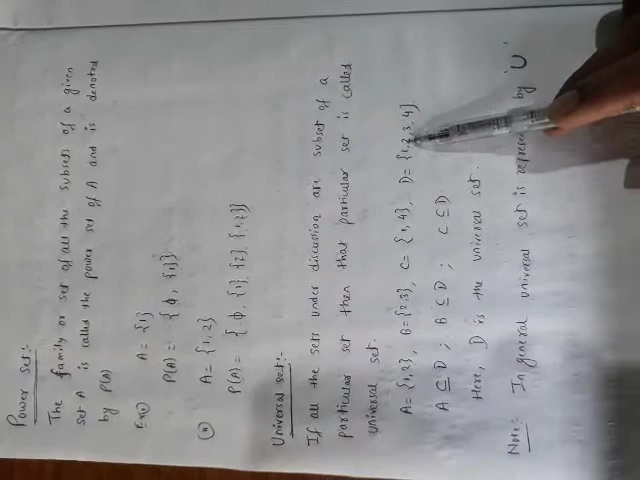 Power set:-
The family or set of all the subsets of a given
set A is called the power set of A and is denoted
by P(A)
Ex:① A = {1}
P(A) = {ϕ, {1}}
② A = {1,2}
P(A) = {ϕ, {1}, {2}, {1,2}}
Universal set:-
If all the sets under discussion are subset of a
particular set then that particular set is called
universal set.
A = {1,2}, B = {2,3}, C = {1,4}, D = {1,2,3,4}
A ⊆ D ; B ⊆ D ; C ⊆ D
Here, D is the universal set.
Note: In general universal set is by 'U'